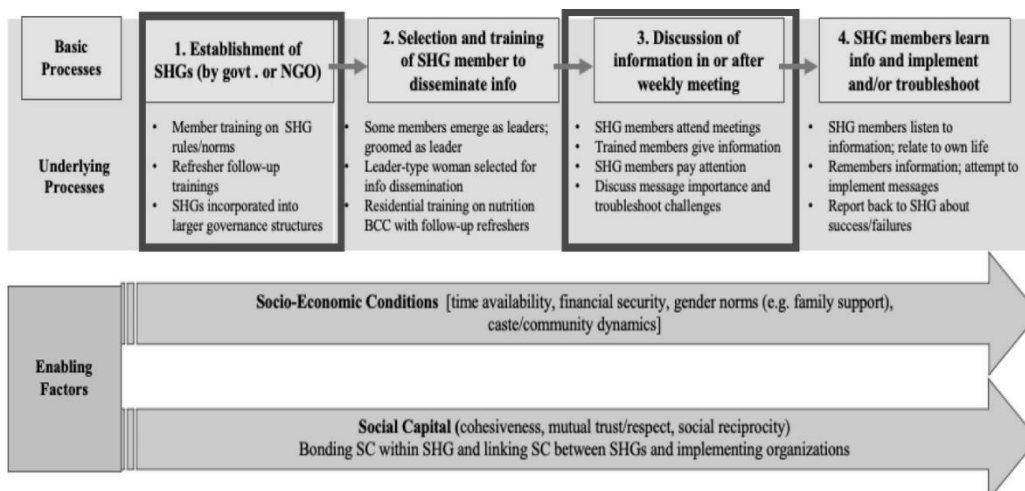 Basic
Processes
1. Establishment of
SHGs (by govt . or NGO)
2. Selection and training
of SHG member to
disseminate info
3. Discussion of
information in or after
weekly meeting
4. SHG members learn
info and implement
and/or troubleshoot
Underlying
Processes
• Member training on SHG
rules/norms
• Refresher follow-up
trainings
• SHGs incorporated into
larger governance structures
• Some members emerge as leaders;
groomed as leader
• Leader-type woman selected for
info dissemination
• Residential training on nutrition
BCC with follow-up refreshers
• SHG members attend meetings
• Trained members give information
• SHG members pay attention
• Discuss message importance and
troubleshoot challenges
• SHG members listen to
information; relate to own life
• Remembers information; attempt to
implement messages
• Report back to SHG about
success/failures
Enabling
Factors
Socio-Economic Conditions [time availability, financial security, gender norms (e.g. family support),
caste/community dynamics]
Social Capital (cohesiveness, mutual trust/respect, social reciprocity)
Bonding SC within SHG and linking SC between SHGs and implementing organizations